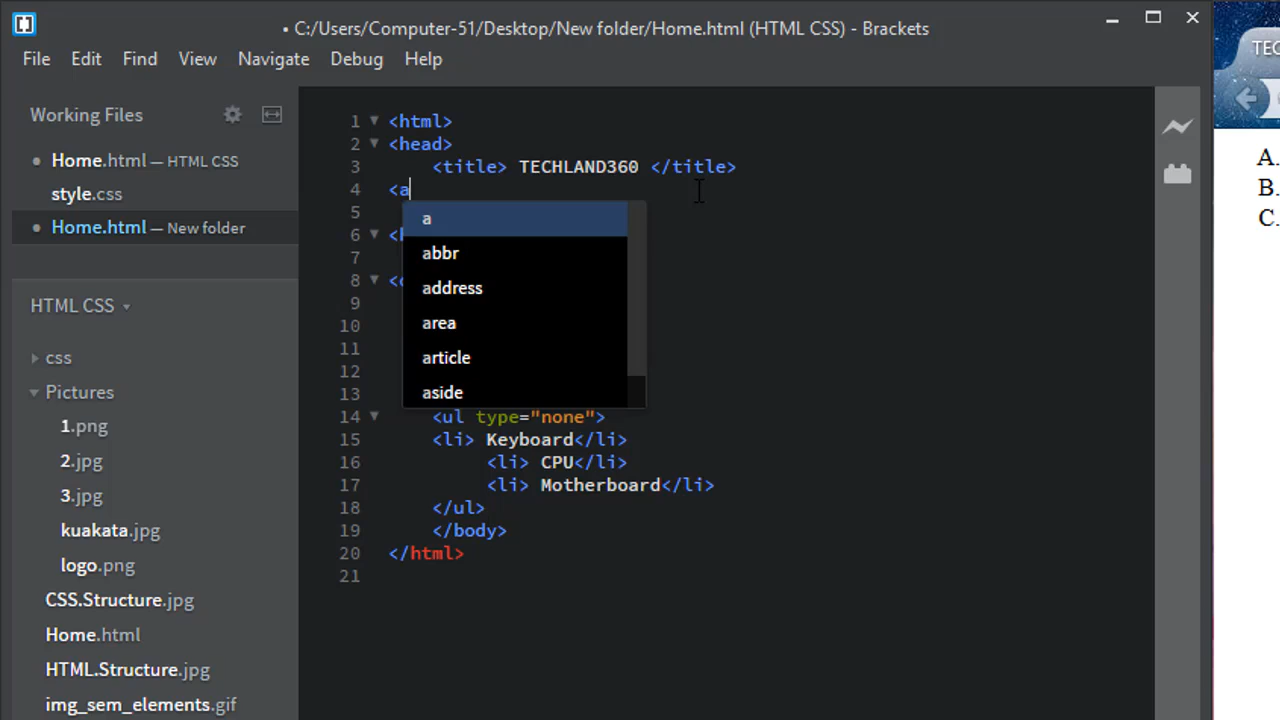 • C:/Users/Computer-51/Desktop/New folder/Home.html (HTML CSS) - Brackets
File Edit Find View Navigate Debug Help
Working Files
Home.html — HTML CSS
style.css
Home.html — New folder
HTML CSS
css
Pictures
1.png
2.jpg
3.jpg
kuakata.jpg
logo.png
CSS.Structure.jpg
Home.html
HTML.Structure.jpg
img_sem_elements.gif
1 <html>
2 <head>
3 <title> TECHLAND360 </title>
4 <a
5
6 <
7
8 <
9
10
11
12
13
14 <ul type="none">
15 <li> Keyboard</li>
16 <li> CPU</li>
17 <li> Motherboard</li>
18 </ul>
19 </body>
20 </html>
21
a
abbr
address
area
article
aside
A.
B.
C.